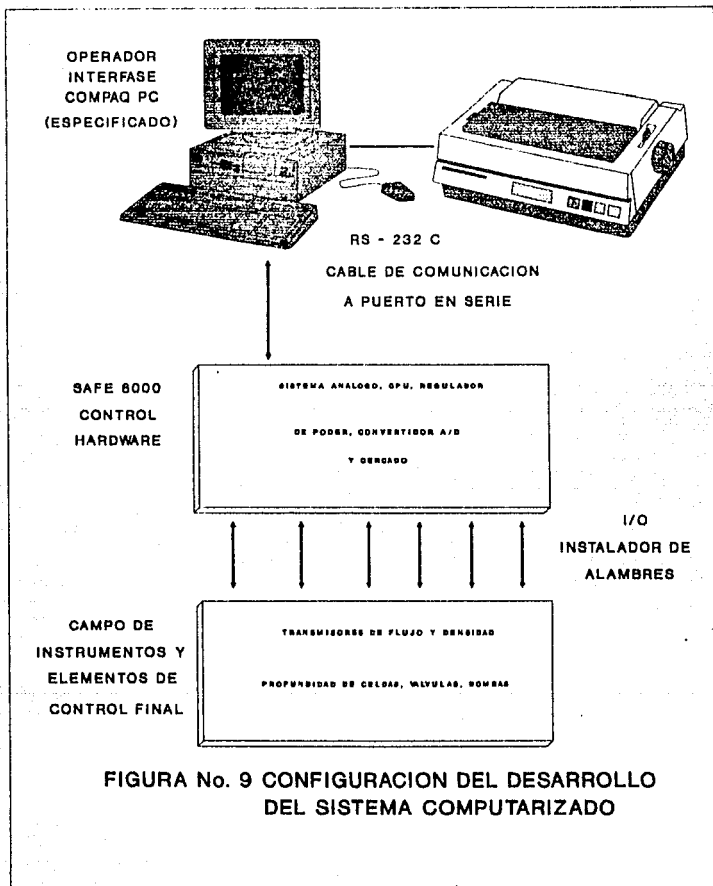 OPERADOR
INTERFASE
COMPAQ PC
(ESPECIFICADO)
RS - 232 C
CABLE DE COMUNICACION
A PUERTO EN SERIE
SAFE 6000
CONTROL
HARDWARE
SISTEMA ANALOGO, CPU, REGULADOR
DE PODER, CONVERTIDOR A/D
Y CERCADO
I/O
INSTALADOR DE
ALAMBRES
CAMPO DE
INSTRUMENTOS Y
ELEMENTOS DE
CONTROL FINAL
TRANSMISORES DE FLUJO Y DENSIDAD
PROFUNDIDAD DE CELDAS, VALVULAS, BOMBAS
FIGURA No. 9 CONFIGURACION DEL DESARROLLO
DEL SISTEMA COMPUTARIZADO